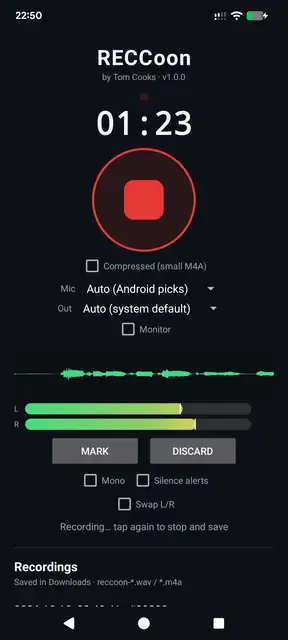 22:50
RECCoon
by Tom Cooks · v1.0.0
01:23
Compressed (small M4A)
Mic Auto (Android picks)
Out Auto (system default)
Monitor
L
R
MARK DISCARD
Mono Silence alerts
Swap L/R
Recording… tap again to stop and save
Recordings
Saved in Downloads · reccoon-*.wav / *.m4a